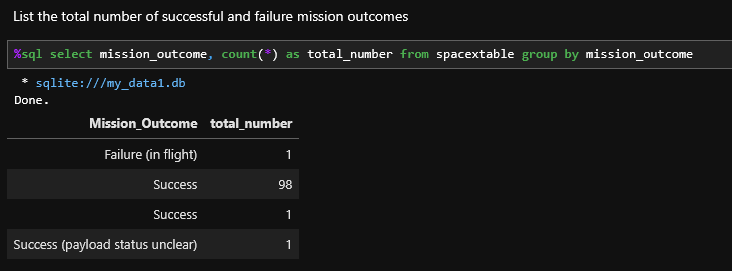 List the total number of successful and failure mission outcomes
%sql select mission_outcome, count(*) as total_number from spacextable group by mission_outcome
* sqlite:///my_data1.db
Done.
Mission_Outcome total_number
Failure (in flight) 1
Success 98
Success 1
Success (payload status unclear) 1